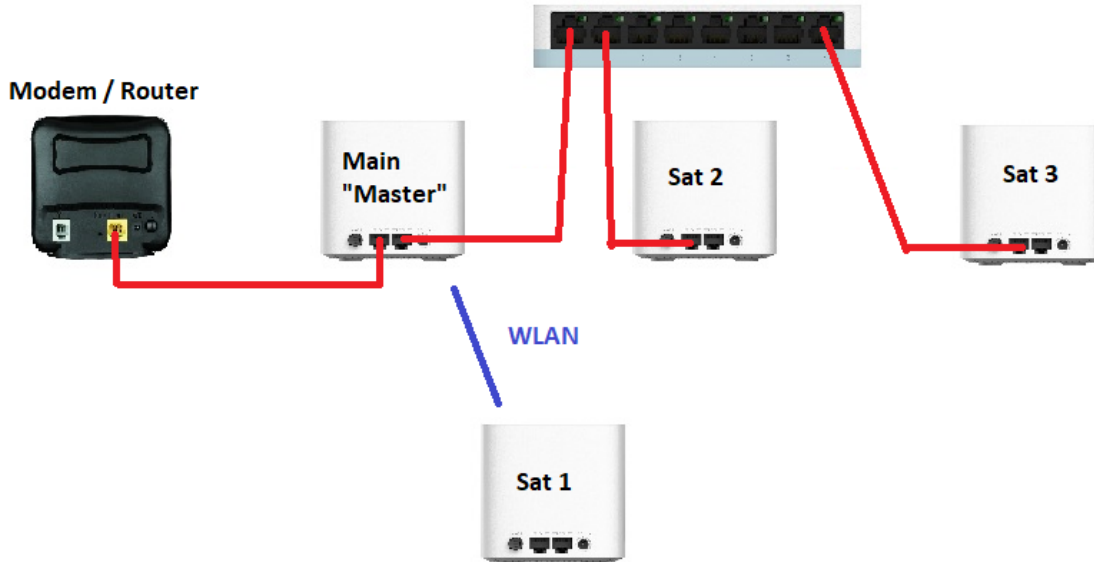 Modem / Router
Main
"Master"
Sat 2
Sat 3
WLAN
Sat 1